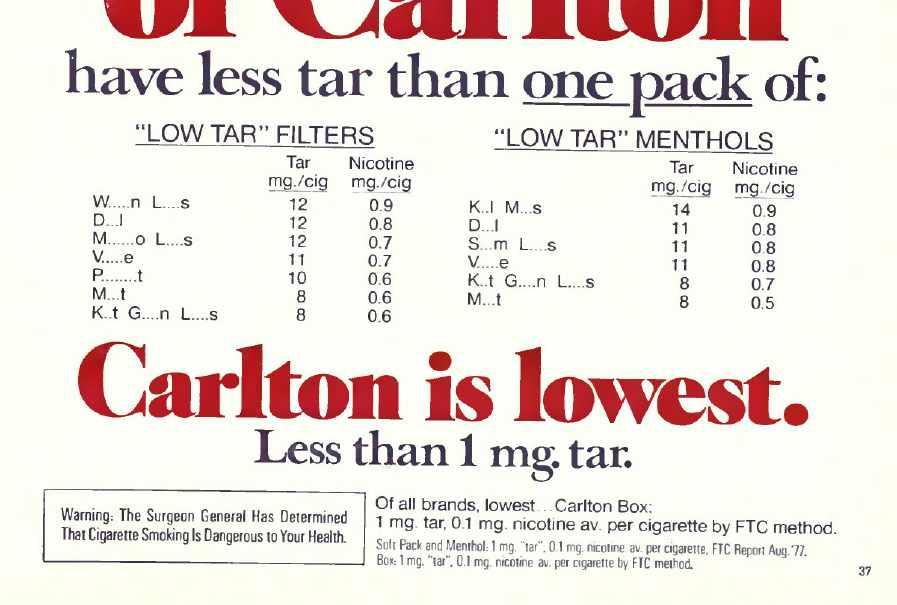 of Carlton
have less tar than one pack of:
"LOW TAR" FILTERS
Tar Nicotine
mg./cig mg./cig
W.....n L....s 12 0.9
D...l 12 0.8
M......o L....s 12 0.7
V.....e 11 0.7
P........t 10 0.6
M...t 8 0.6
K..t G....n L....s 8 0.6
"LOW TAR" MENTHOLS
Tar Nicotine
mg./cig mg./cig
K..l M...s 14 0.9
D...l 11 0.8
S...m L....s 11 0.8
V.....e 11 0.8
K..t G....n L....s 8 0.7
M...t 8 0.5
Carlton is lowest.
Less than 1 mg. tar.
Warning: The Surgeon General Has Determined
That Cigarette Smoking Is Dangerous to Your Health.
Of all brands, lowest...Carlton Box:
1 mg. tar, 0.1 mg. nicotine av. per cigarette by FTC method.
Soft Pack and Menthol: 1 mg. "tar", 0.1 mg. nicotine av. per cigarette, FTC Report Aug. '77.
Box: 1 mg. "tar", 0.1 mg. nicotine av. per cigarette by FTC method.
37